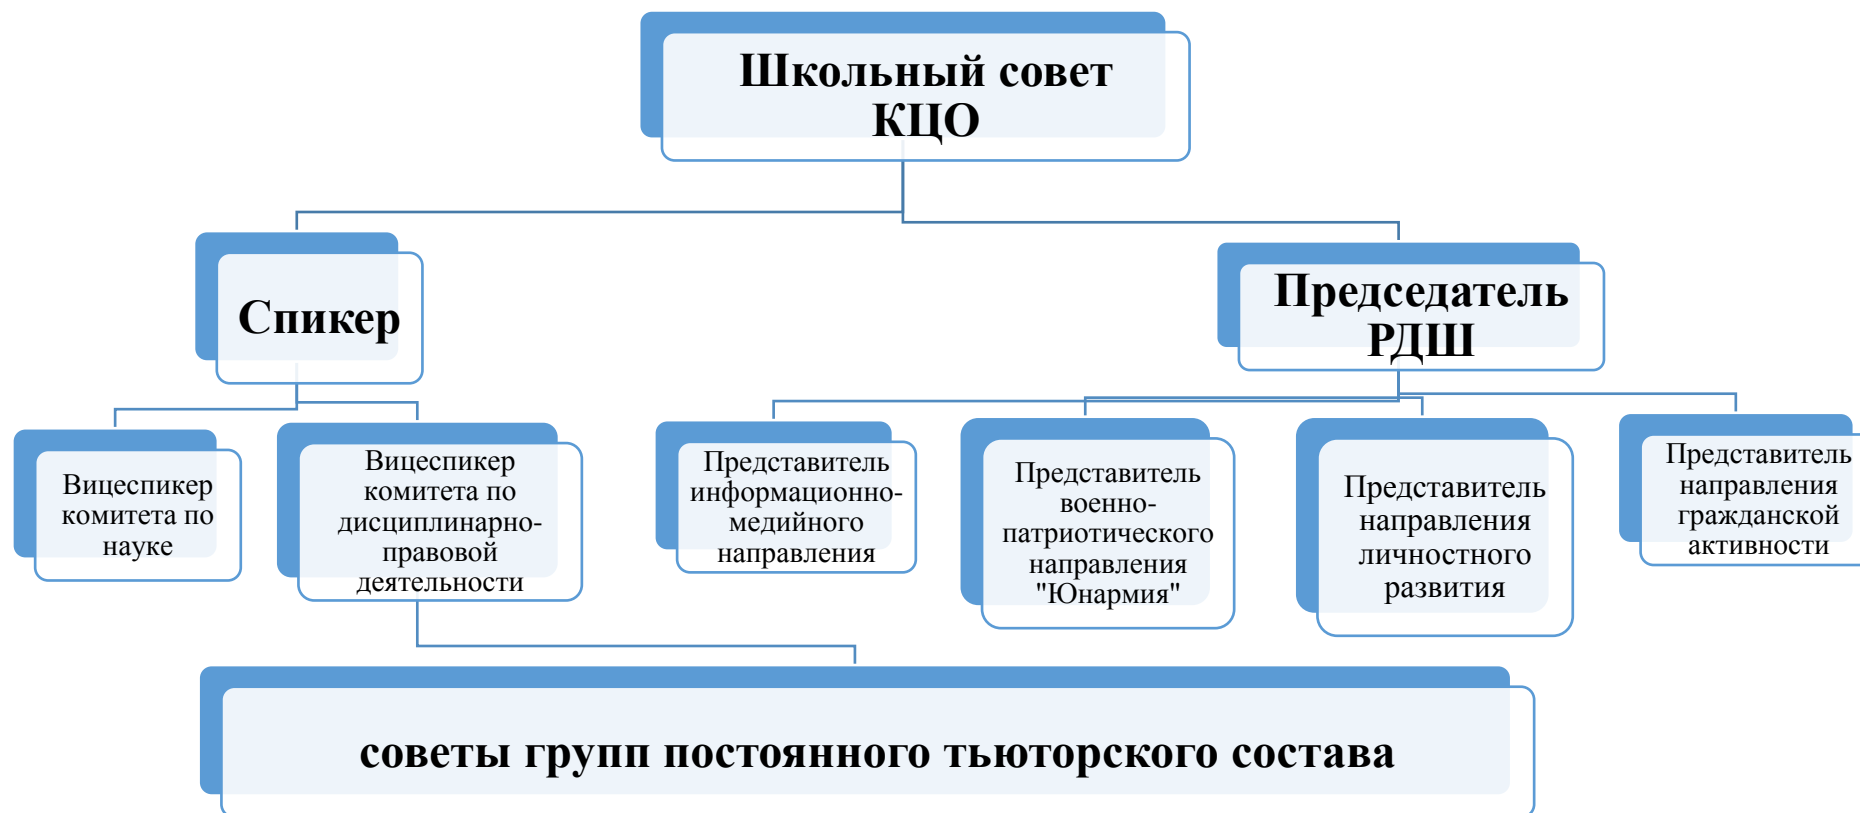 Школьный совет
КЦО
Спикер
Председатель
РДШ
Вицеспикер
комитета по
науке
Вицеспикер
комитета по
дисциплинарно-
правовой
деятельности
Представитель
информационно-
медийного
направления
Представитель
военно-
патриотического
направления
"Юнармия"
Представитель
направления
личностного
развития
Представитель
направления
гражданской
активности
советы групп постоянного тьюторского состава